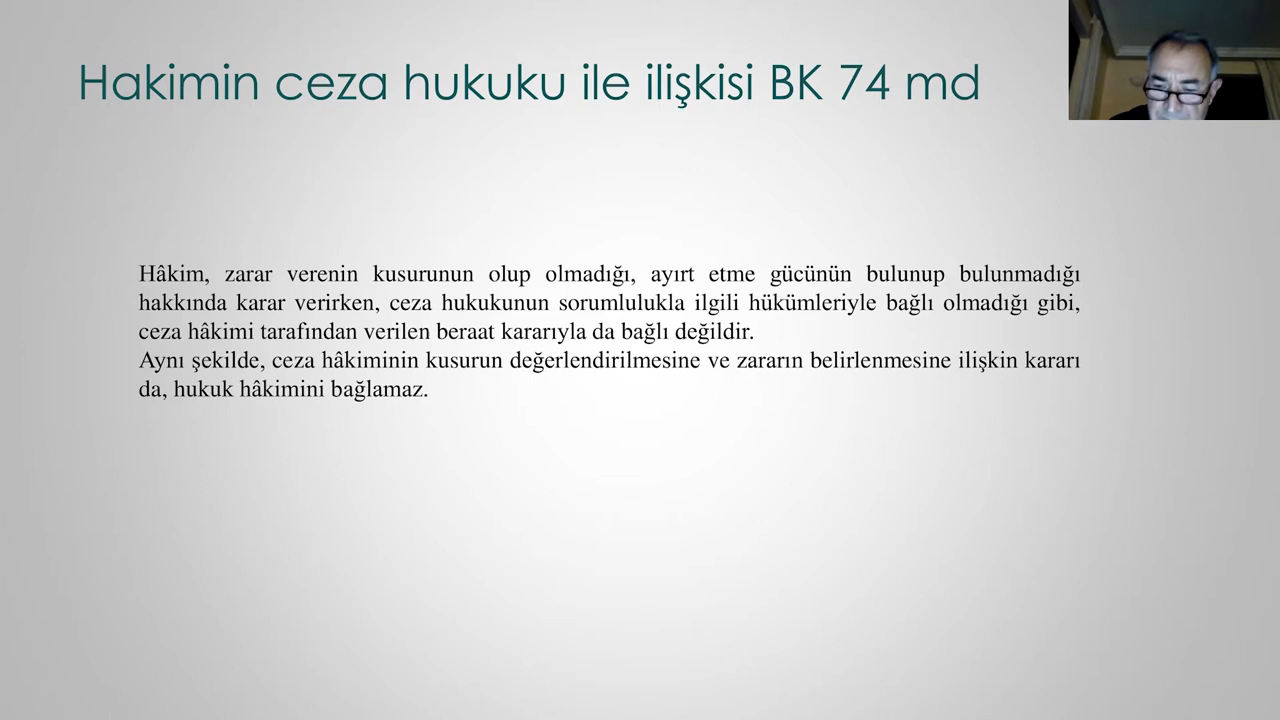 Hakimin ceza hukuku ile ilişkisi BK 74 md
Hâkim, zarar verenin kusurunun olup olmadığı, ayırt etme gücünün bulunup bulunmadığı
hakkında karar verirken, ceza hukukunun sorumlulukla ilgili hükümleriyle bağlı olmadığı gibi,
ceza hâkimi tarafından verilen beraat kararıyla da bağlı değildir.
Aynı şekilde, ceza hâkiminin kusurun değerlendirilmesine ve zararın belirlenmesine ilişkin kararı
da, hukuk hâkimini bağlamaz.